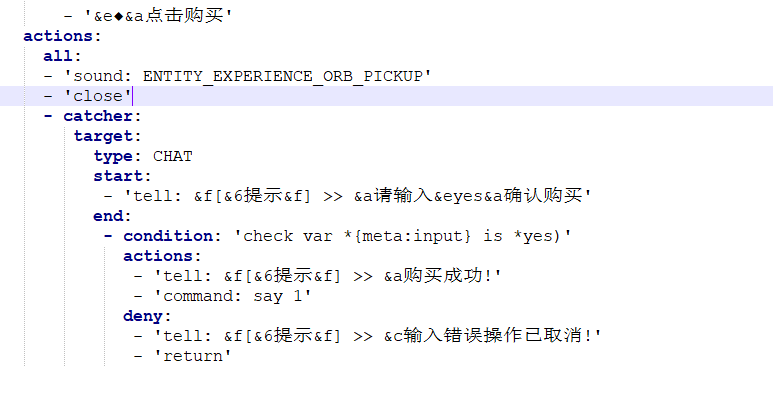 - '&e◆&a点击购买'
actions:
all:
- 'sound: ENTITY_EXPERIENCE_ORB_PICKUP'
- 'close'
- catcher:
target:
type: CHAT
start:
- 'tell: &f[&6提示&f] >> &a请输入&eyes&a确认购买'
end:
- condition: 'check var *{meta:input} is *yes)'
actions:
- 'tell: &f[&6提示&f] >> &a购买成功!'
- 'command: say 1'
deny:
- 'tell: &f[&6提示&f] >> &c输入错误操作已取消!'
- 'return'